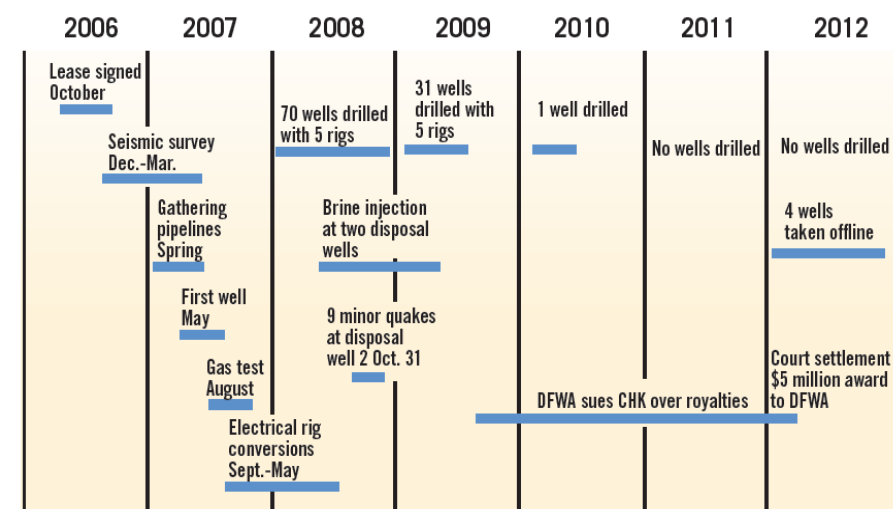 2006 2007 2008 2009 2010 2011 2012
Lease signed
October
Seismic survey
Dec.-Mar.
Gathering
pipelines
Spring
First well
May
Gas test
August
Electrical rig
conversions
Sept.-May
70 wells drilled
with 5 rigs
Brine injection
at two disposal
wells
9 minor quakes
at disposal
well 2 Oct. 31
31 wells
drilled with
5 rigs
1 well drilled
No wells drilled
No wells drilled
4 wells
taken offline
DFWA sues CHK over royalties
Court settlement
$5 million award
to DFWA